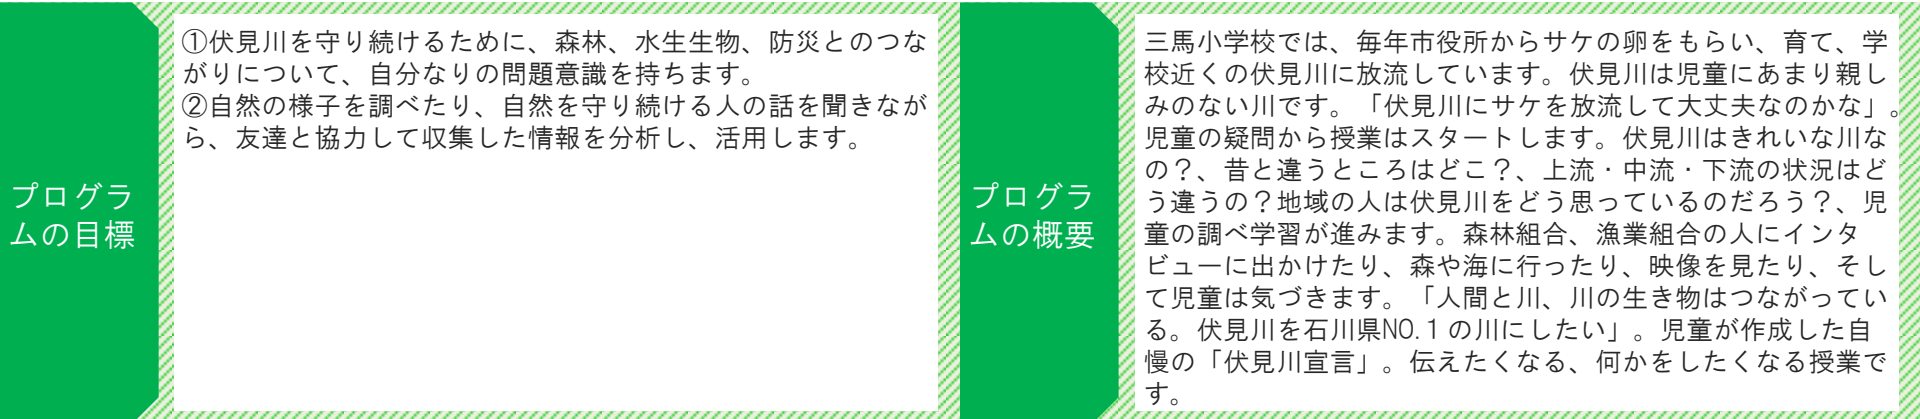 プログラ
ムの目標
①伏見川を守り続けるために、森林、水生生物、防災とのつな
がりについて、自分なりの問題意識を持ちます。
②自然の様子を調べたり、自然を守り続ける人の話を聞きなが
ら、友達と協力して収集した情報を分析し、活用します。
プログラ
ムの概要
三馬小学校では、毎年市役所からサケの卵をもらい、育て、学
校近くの伏見川に放流しています。伏見川は児童にあまり親し
みのない川です。「伏見川にサケを放流して大丈夫なのかな」。
児童の疑問から授業はスタートします。伏見川はきれいな川な
の？、昔と違うところはどこ？、上流・中流・下流の状況はど
う違うの？地域の人は伏見川をどう思っているのだろう？、児
童の調べ学習が進みます。森林組合、漁業組合の人にインタ
ビューに出かけたり、森や海に行ったり、映像を見たり、そし
て児童は気づきます。「人間と川、川の生き物はつながってい
る。伏見川を石川県NO.１の川にしたい」。児童が作成した自
慢の「伏見川宣言」。伝えたくなる、何かをしたくなる授業で
す。